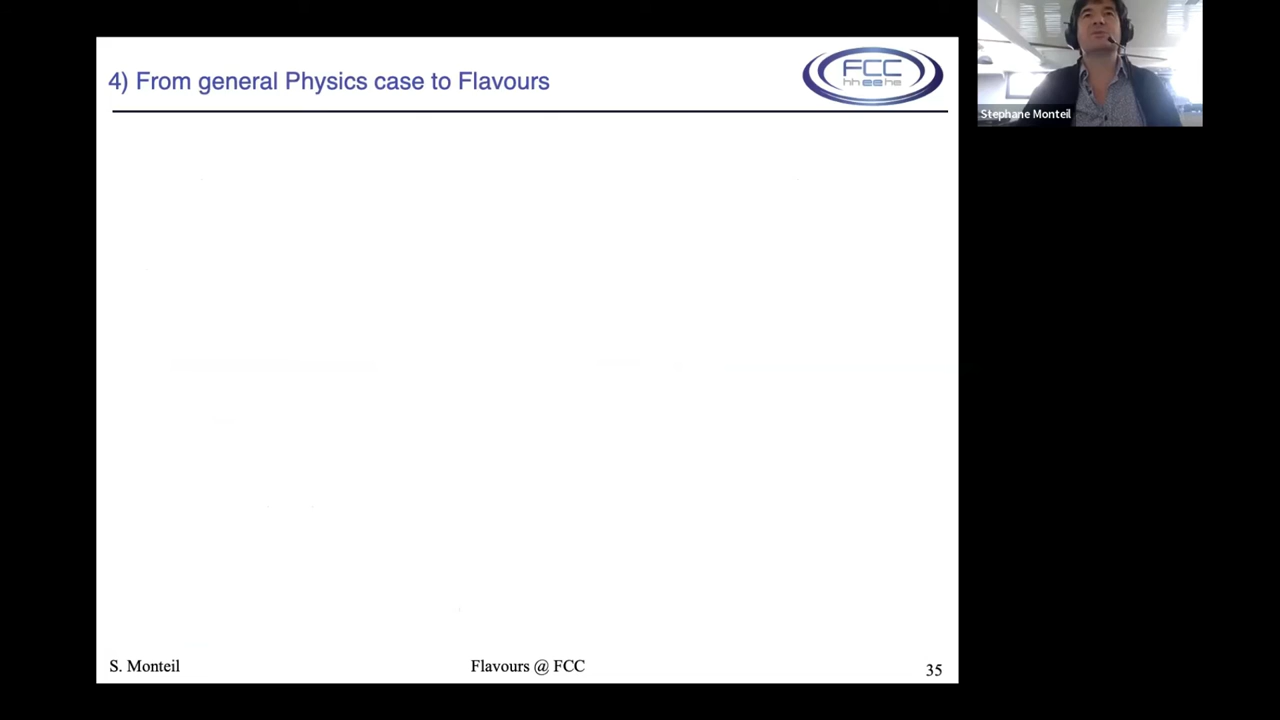 4) From general Physics case to Flavours
FCC
hh ee he
Stephane Monteil
S. Monteil
Flavours @ FCC
35